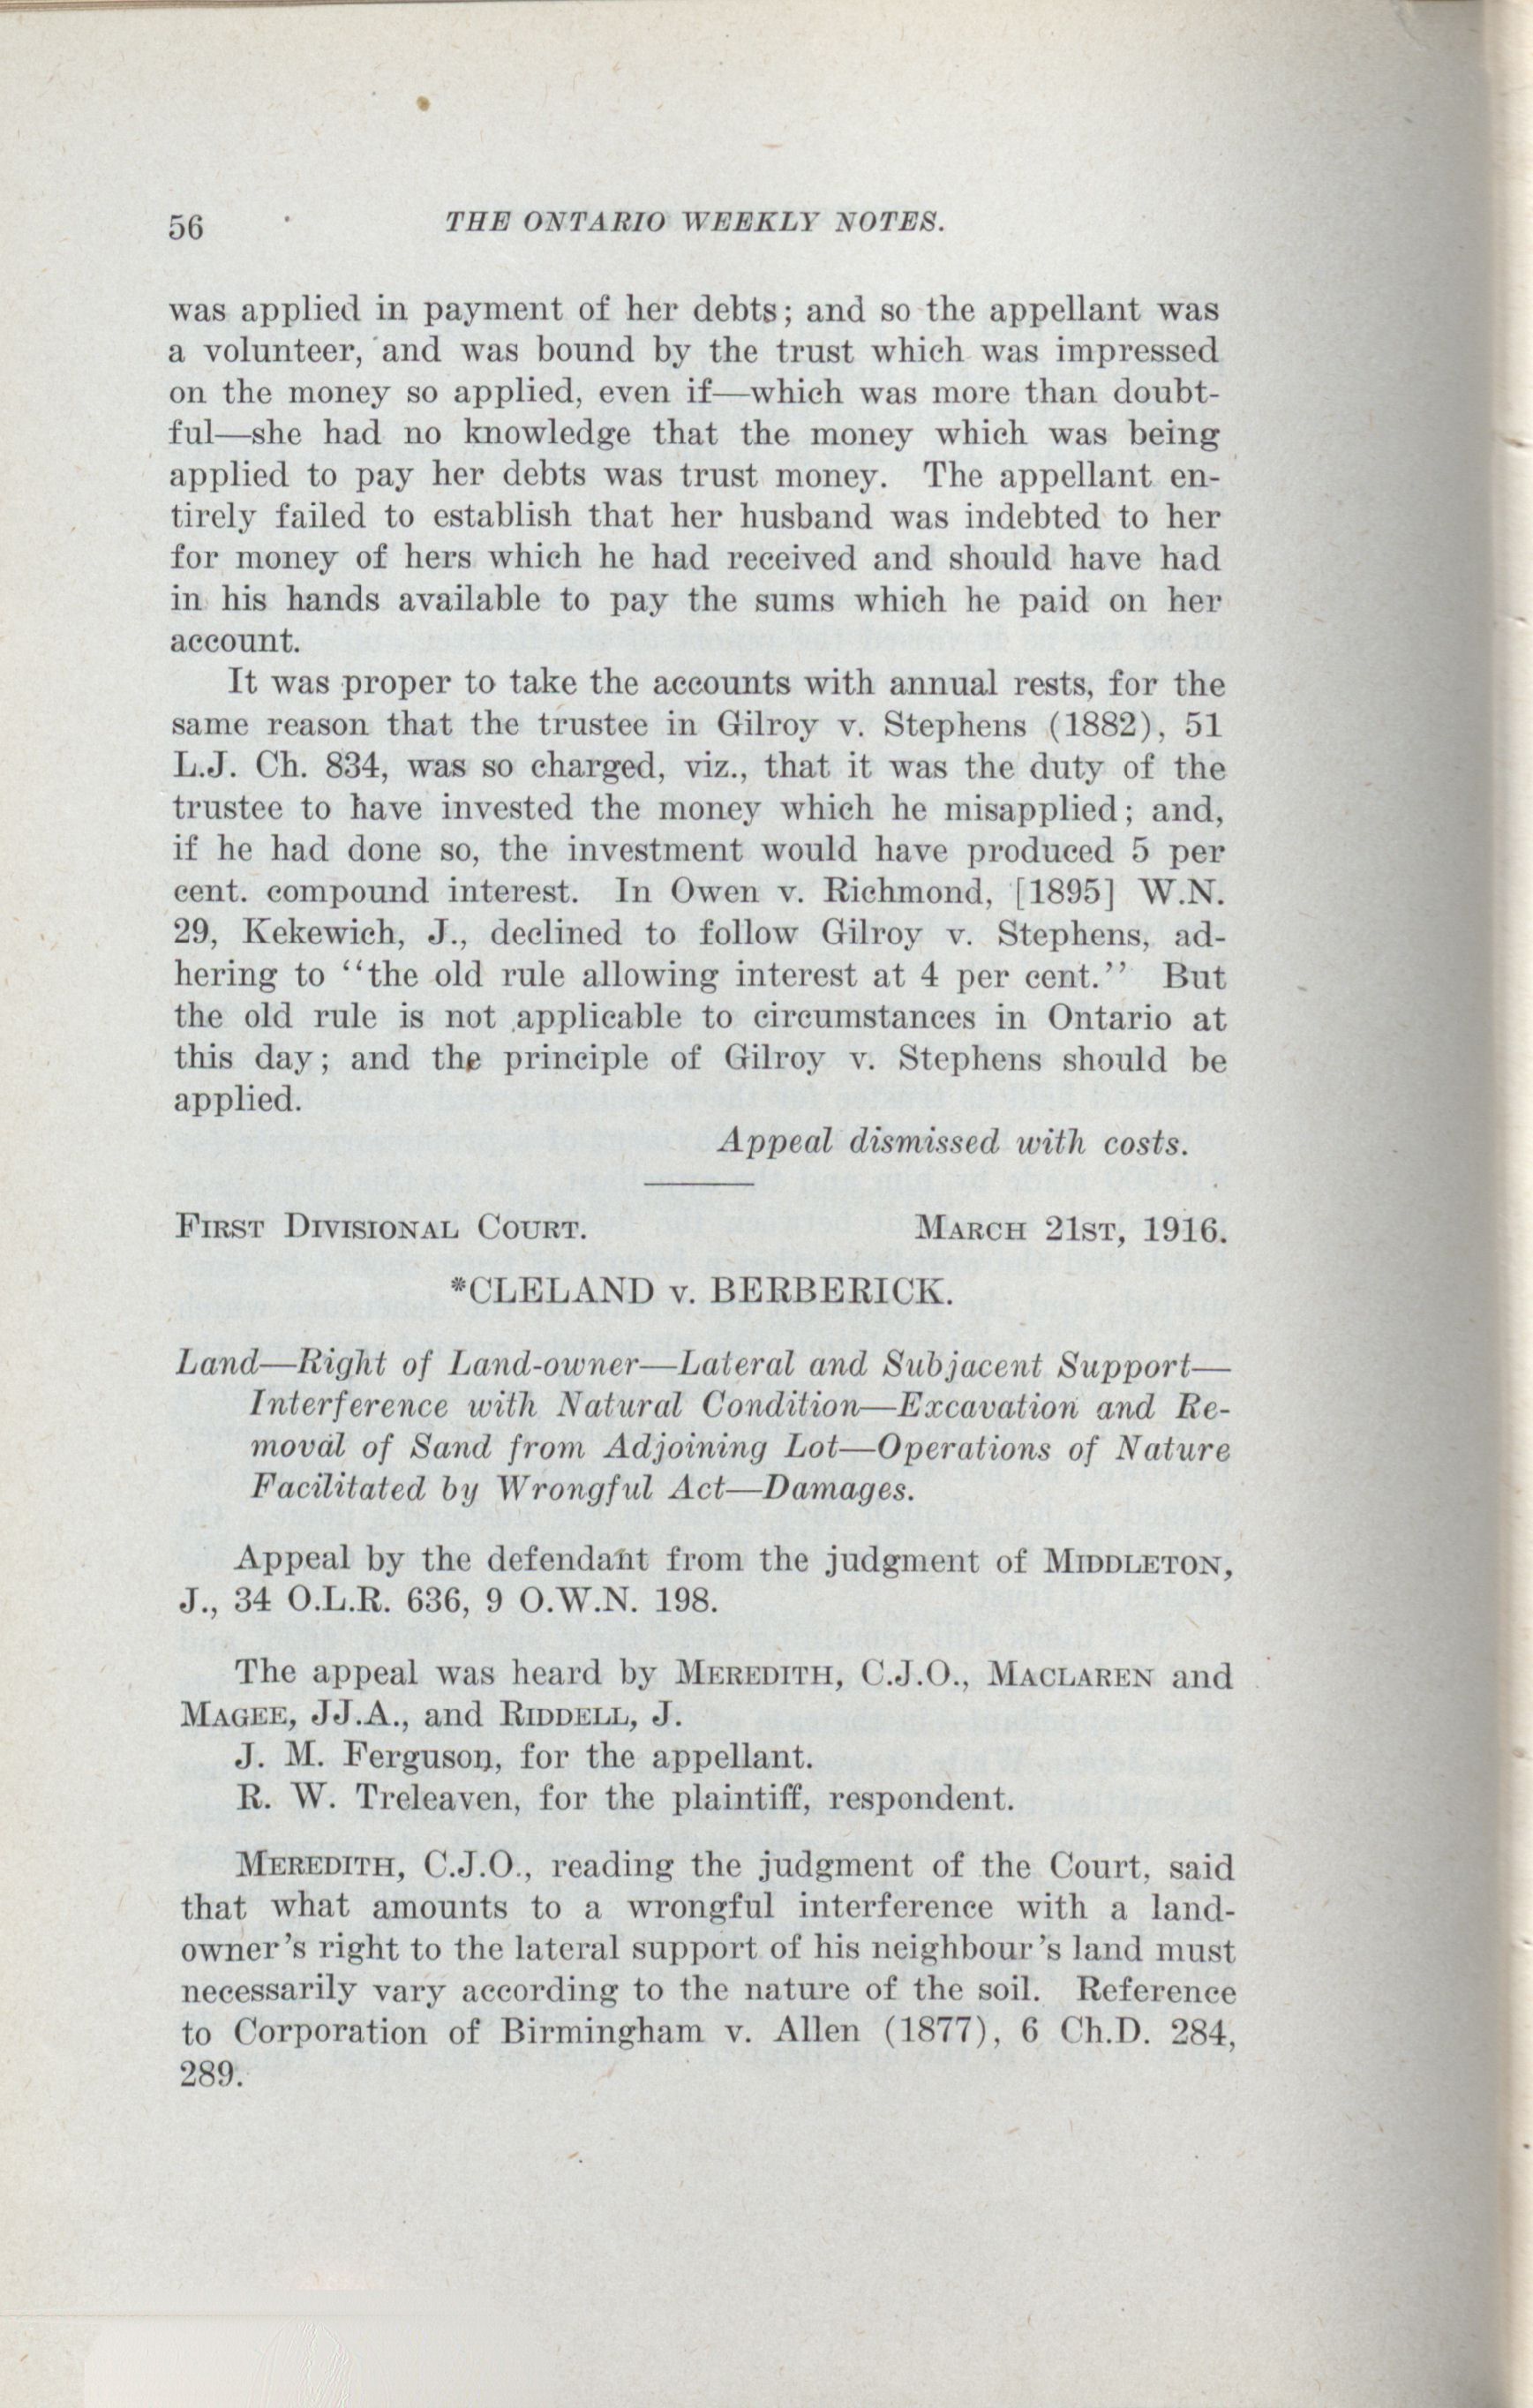 56 THE ONTARIO WEEKLY NOTES.
was applied in payment of her debts; and so the appellant was
a volunteer, and was bound by the trust which was impressed
on the money so applied, even if—which was more than doubt-
ful—she had no knowledge that the money which was being
applied to pay her debts was trust money. The appellant en-
tirely failed to establish that her husband was indebted to her
for money of hers which he had received and should have had
in his hands available to pay the sums which he paid on her
account.
It was proper to take the accounts with annual rests, for the
same reason that the trustee in Gilroy v. Stephens (1882), 51
L.J. Ch. 834, was so charged, viz., that it was the duty of the
trustee to have invested the money which he misapplied; and,
if he had done so, the investment would have produced 5 per
cent. compound interest. In Owen v. Richmond, [1895] W.N.
29, Kekewich, J., declined to follow Gilroy v. Stephens, ad-
hering to "the old rule allowing interest at 4 per cent." But
the old rule is not applicable to circumstances in Ontario at
this day; and the principle of Gilroy v. Stephens should be
applied.
Appeal dismissed with costs.
FIRST DIVISIONAL COURT. MARCH 21ST, 1916.
*CLELAND v. BERBERICK.
Land—Right of Land-owner—Lateral and Subjacent Support—
Interference with Natural Condition—Excavation and Re-
moval of Sand from Adjoining Lot—Operations of Nature
Facilitated by Wrongful Act—Damages.
Appeal by the defendant from the judgment of MIDDLETON,
J., 34 O.L.R. 636, 9 O.W.N. 198.
The appeal was heard by MEREDITH, C.J.O., MACLAREN and
MAGEE, JJ.A., and RIDDELL, J.
J. M. Ferguson, for the appellant.
R. W. Treleaven, for the plaintiff, respondent.
MEREDITH, C.J.O., reading the judgment of the Court, said
that what amounts to a wrongful interference with a land-
owner's right to the lateral support of his neighbour's land must
necessarily vary according to the nature of the soil. Reference
to Corporation of Birmingham v. Allen (1877), 6 Ch.D. 284,
289.